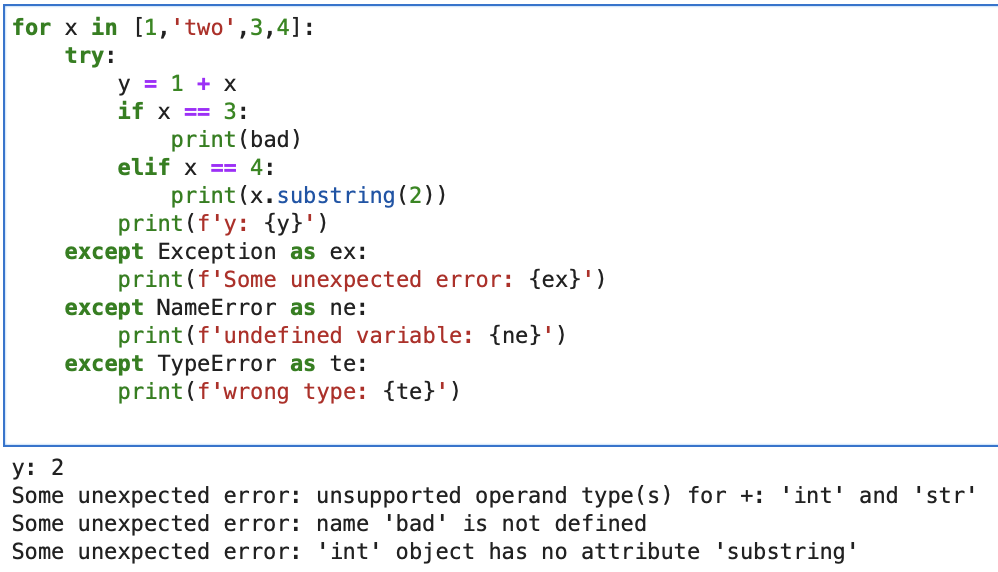 for x in [1,'two',3,4]:
    try:
        y = 1 + x
        if x == 3:
            print(bad)
        elif x == 4:
            print(x.substring(2))
        print(f'y: {y}')
    except Exception as ex:
        print(f'Some unexpected error: {ex}')
    except NameError as ne:
        print(f'undefined variable: {ne}')
    except TypeError as te:
        print(f'wrong type: {te}')
y: 2
Some unexpected error: unsupported operand type(s) for +: 'int' and 'str'
Some unexpected error: name 'bad' is not defined
Some unexpected error: 'int' object has no attribute 'substring'